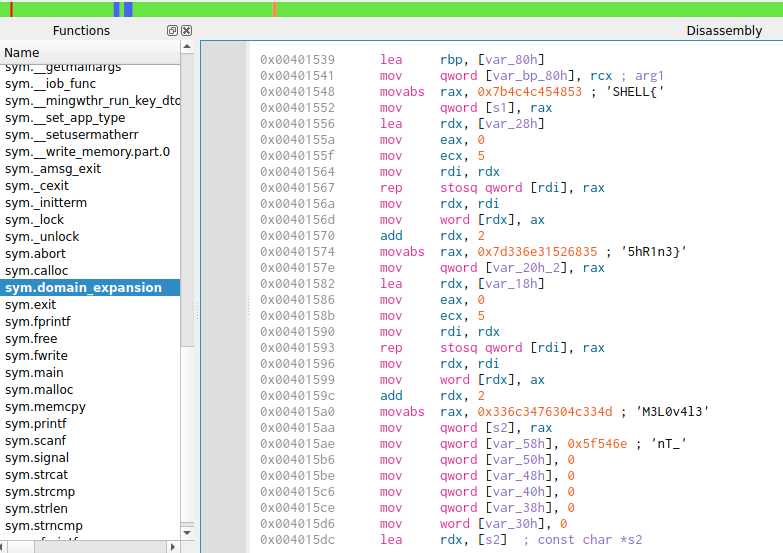 Functions
Disassembly
Name
sym.__getmainargs
sym.__iob_func
sym.__mingwthr_run_key_dto
sym.__set_app_type
sym.__setusermatherr
sym.__write_memory.part.0
sym._amsg_exit
sym._cexit
sym._initterm
sym._lock
sym._unlock
sym.abort
sym.calloc
sym.domain_expansion
sym.exit
sym.fprintf
sym.free
sym.fwrite
sym.main
sym.malloc
sym.memcpy
sym.printf
sym.scanf
sym.signal
sym.strcat
sym.strcmp
sym.strlen
sym.strncmp
0x00401539 lea rbp, [var_80h]
0x00401541 mov qword [var_bp_80h], rcx ; arg1
0x00401548 movabs rax, 0x7b4c4c454853 ; 'SHELL{'
0x00401552 mov qword [s1], rax
0x00401556 lea rdx, [var_28h]
0x0040155a mov eax, 0
0x0040155f mov ecx, 5
0x00401564 mov rdi, rdx
0x00401567 rep stosq qword [rdi], rax
0x0040156a mov rdx, rdi
0x0040156d mov word [rdx], ax
0x00401570 add rdx, 2
0x00401574 movabs rax, 0x7d336e31526835 ; '5hR1n3}'
0x0040157e mov qword [var_20h_2], rax
0x00401582 lea rdx, [var_18h]
0x00401586 mov eax, 0
0x0040158b mov ecx, 5
0x00401590 mov rdi, rdx
0x00401593 rep stosq qword [rdi], rax
0x00401596 mov rdx, rdi
0x00401599 mov word [rdx], ax
0x0040159c add rdx, 2
0x004015a0 movabs rax, 0x336c3476304c334d ; 'M3L0v4l3'
0x004015aa mov qword [s2], rax
0x004015ae mov qword [var_58h], 0x5f546e ; 'nT_'
0x004015b6 mov qword [var_50h], 0
0x004015be mov qword [var_48h], 0
0x004015c6 mov qword [var_40h], 0
0x004015ce mov qword [var_38h], 0
0x004015d6 mov word [var_30h], 0
0x004015dc lea rdx, [s2] ; const char *s2